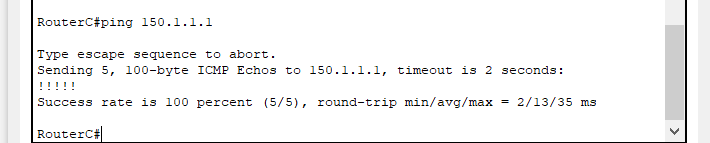 RouterC#ping 150.1.1.1
Type escape sequence to abort.
Sending 5, 100-byte ICMP Echos to 150.1.1.1, timeout is 2 seconds:
!!!!!
Success rate is 100 percent (5/5), round-trip min/avg/max = 2/13/35 ms
RouterC#